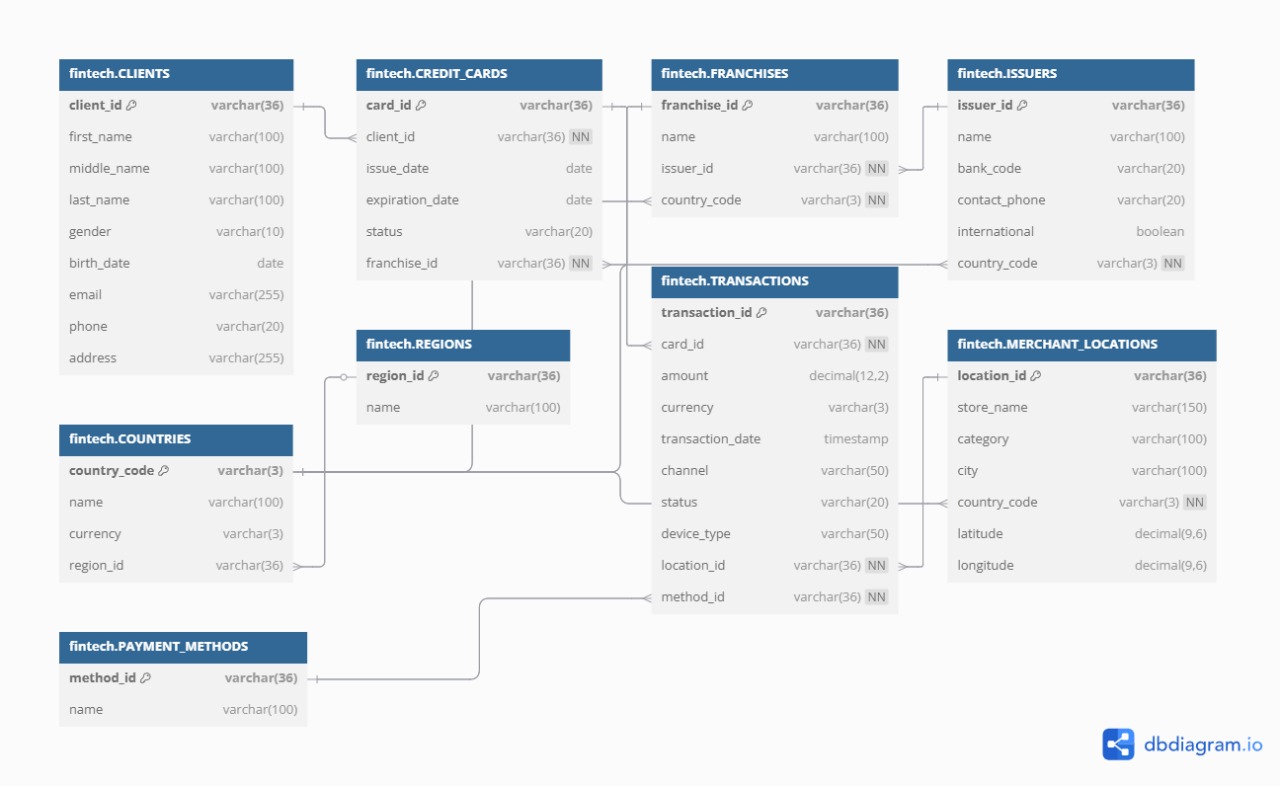 fintech.CLIENTS
client_id varchar(36)
first_name varchar(100)
middle_name varchar(100)
last_name varchar(100)
gender varchar(10)
birth_date date
email varchar(255)
phone varchar(20)
address varchar(255)
fintech.CREDIT_CARDS
card_id varchar(36)
client_id varchar(36) NN
issue_date date
expiration_date date
status varchar(20)
franchise_id varchar(36) NN
fintech.FRANCHISES
franchise_id varchar(36)
name varchar(100)
issuer_id varchar(36) NN
country_code varchar(3) NN
fintech.ISSUERS
issuer_id varchar(36)
name varchar(100)
bank_code varchar(20)
contact_phone varchar(20)
international boolean
country_code varchar(3) NN
fintech.REGIONS
region_id varchar(36)
name varchar(100)
fintech.TRANSACTIONS
transaction_id varchar(36)
card_id varchar(36) NN
amount decimal(12,2)
currency varchar(3)
transaction_date timestamp
channel varchar(50)
status varchar(20)
device_type varchar(50)
location_id varchar(36) NN
method_id varchar(36) NN
fintech.MERCHANT_LOCATIONS
location_id varchar(36)
store_name varchar(150)
category varchar(100)
city varchar(100)
country_code varchar(3) NN
latitude decimal(9,6)
longitude decimal(9,6)
fintech.COUNTRIES
country_code varchar(3)
name varchar(100)
currency varchar(3)
region_id varchar(36)
fintech.PAYMENT_METHODS
method_id varchar(36)
name varchar(100)
dbdiagram.io